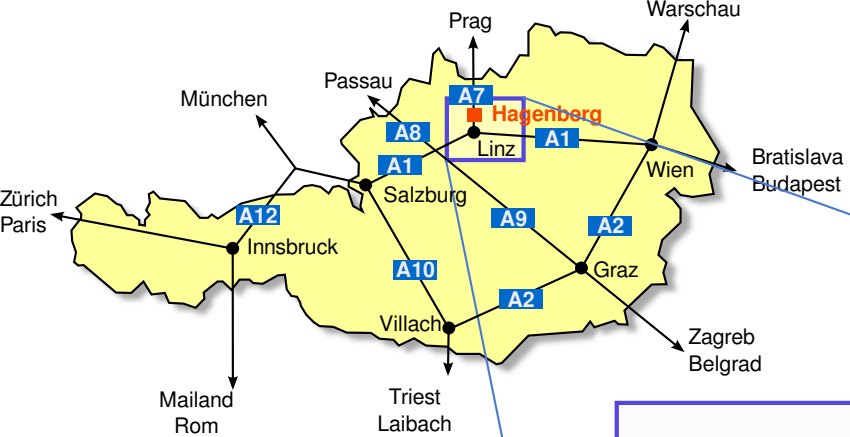 Warschau
Prag
Passau
München
A7
Hagenberg
A8
A1
Linz
A1
Wien
Bratislava
Budapest
Salzburg
Zürich
Paris
A12
A9
A2
Innsbruck
A10
Graz
A2
Villach
Zagreb
Belgrad
Mailand
Rom
Triest
Laibach